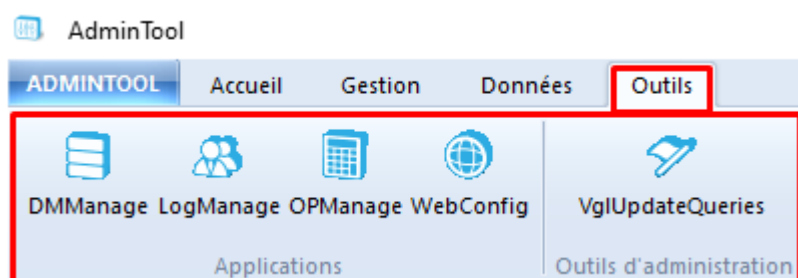 AdminTool
ADMINTOOL Accueil Gestion Données Outils
DMManage LogManage OPManage WebConfig VglUpdateQueries
Applications Outils d'administration